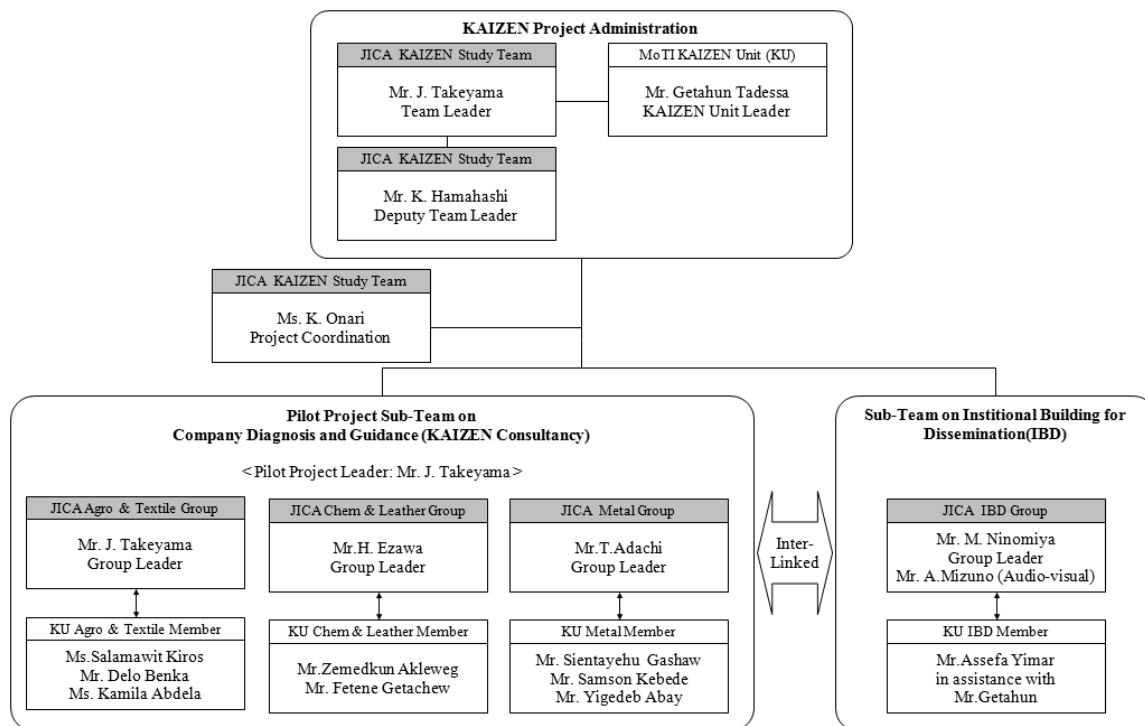 KAIZEN Project Administration
JICA KAIZEN Study Team
Mr. J. Takeyama
Team Leader
MoTI KAIZEN Unit (KU)
Mr. Getahun Tadessa
KAIZEN Unit Leader
JICA KAIZEN Study Team
Mr. K. Hamahashi
Deputy Team Leader
JICA KAIZEN Study Team
Ms. K. Onari
Project Coordination
Pilot Project Sub-Team on
Company Diagnosis and Guidance (KAIZEN Consultancy)
<Pilot Project Leader: Mr. J. Takeyama>
JICA Agro & Textile Group
Mr. J. Takeyama
Group Leader
KU Agro & Textile Member
Ms.Salamawit Kiros
Mr. Delo Benka
Ms. Kamila Abdela
JICA Chem & Leather Group
Mr.H. Ezawa
Group Leader
KU Chem & Leather Member
Mr.Zemedkun Akleweg
Mr. Fetene Getachew
JICA Metal Group
Mr.T.Adachi
Group Leader
KU Metal Member
Mr. Sientayehu Gashaw
Mr. Samson Kebede
Mr. Yigedeb Abay
Inter-
Linked
Sub-Team on Institional Building for
Dissemination(IBD)
JICA IBD Group
Mr. M. Ninomiya
Group Leader
Mr. A.Mizuno (Audio-visual)
KU IBD Member
Mr.Assefa Yimar
in assistance with
Mr.Getahun